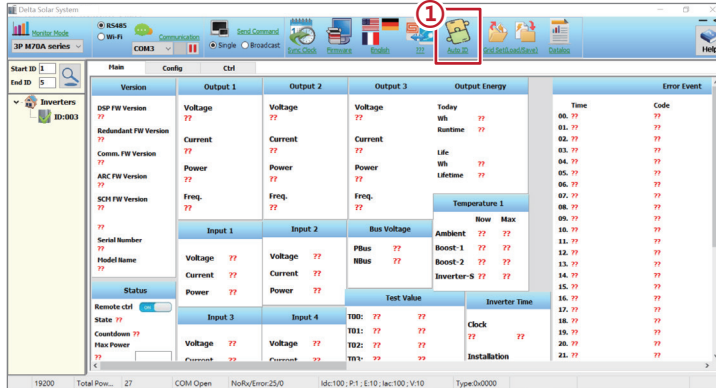 Delta Solar System
1
Monitor Mode
3P M70A series
RS485
Wi-Fi
Communication
COM3
Send Command
Single
Broadcast
Sync Clock
Firmware
English
???
Auto ID
Grid Set(Load/Save)
Datalog
Help
Start ID 1
End ID 5
Inverters
ID:003
Main Config Ctrl
Version
DSP FW Version
??
Redundant FW Version
??
Comm. FW Version
??
ARC FW Version
??
SCM FW Version
??
??
Serial Number
??
Model Name
??
Status
Remote ctrl on
State ??
Countdown ??
Max Power
??
Output 1
Voltage
??
Current
??
Power
??
Freq.
??
Output 2
Voltage
??
Current
??
Power
??
Freq.
??
Output 3
Voltage
??
Current
??
Power
??
Freq.
??
Output Energy
Today
Wh ??
Runtime ??
Life
Wh ??
Lifetime ??
Input 1
Voltage ??
Current ??
Power ??
Input 2
Voltage ??
Current ??
Power ??
Bus Voltage
PBus ??
NBus ??
Temperature 1
Now Max
Ambient ?? ??
Boost-1 ?? ??
Boost-2 ?? ??
Inverter-S ?? ??
Input 3
Voltage ??
Current ??
Input 4
Voltage ??
Current ??
Test Value
T00: ?? ??
T01: ?? ??
T02: ?? ??
T03: ?? ??
Inverter Time
Clock
?? ??
Installation
Error Event
Time Code
00. ?? ??
01. ?? ??
02. ?? ??
03. ?? ??
04. ?? ??
05. ?? ??
06. ?? ??
07. ?? ??
08. ?? ??
09. ?? ??
10. ?? ??
11. ?? ??
12. ?? ??
13. ?? ??
14. ?? ??
15. ?? ??
16. ?? ??
17. ?? ??
18. ?? ??
19. ?? ??
20. ?? ??
21. ?? ??
19200 Total Pow... 27 COM Open NoRx/Error:25/0 Idc:100 ; P:1 ; E:10 ; Iac:100 ; V:10 Type:0x0000